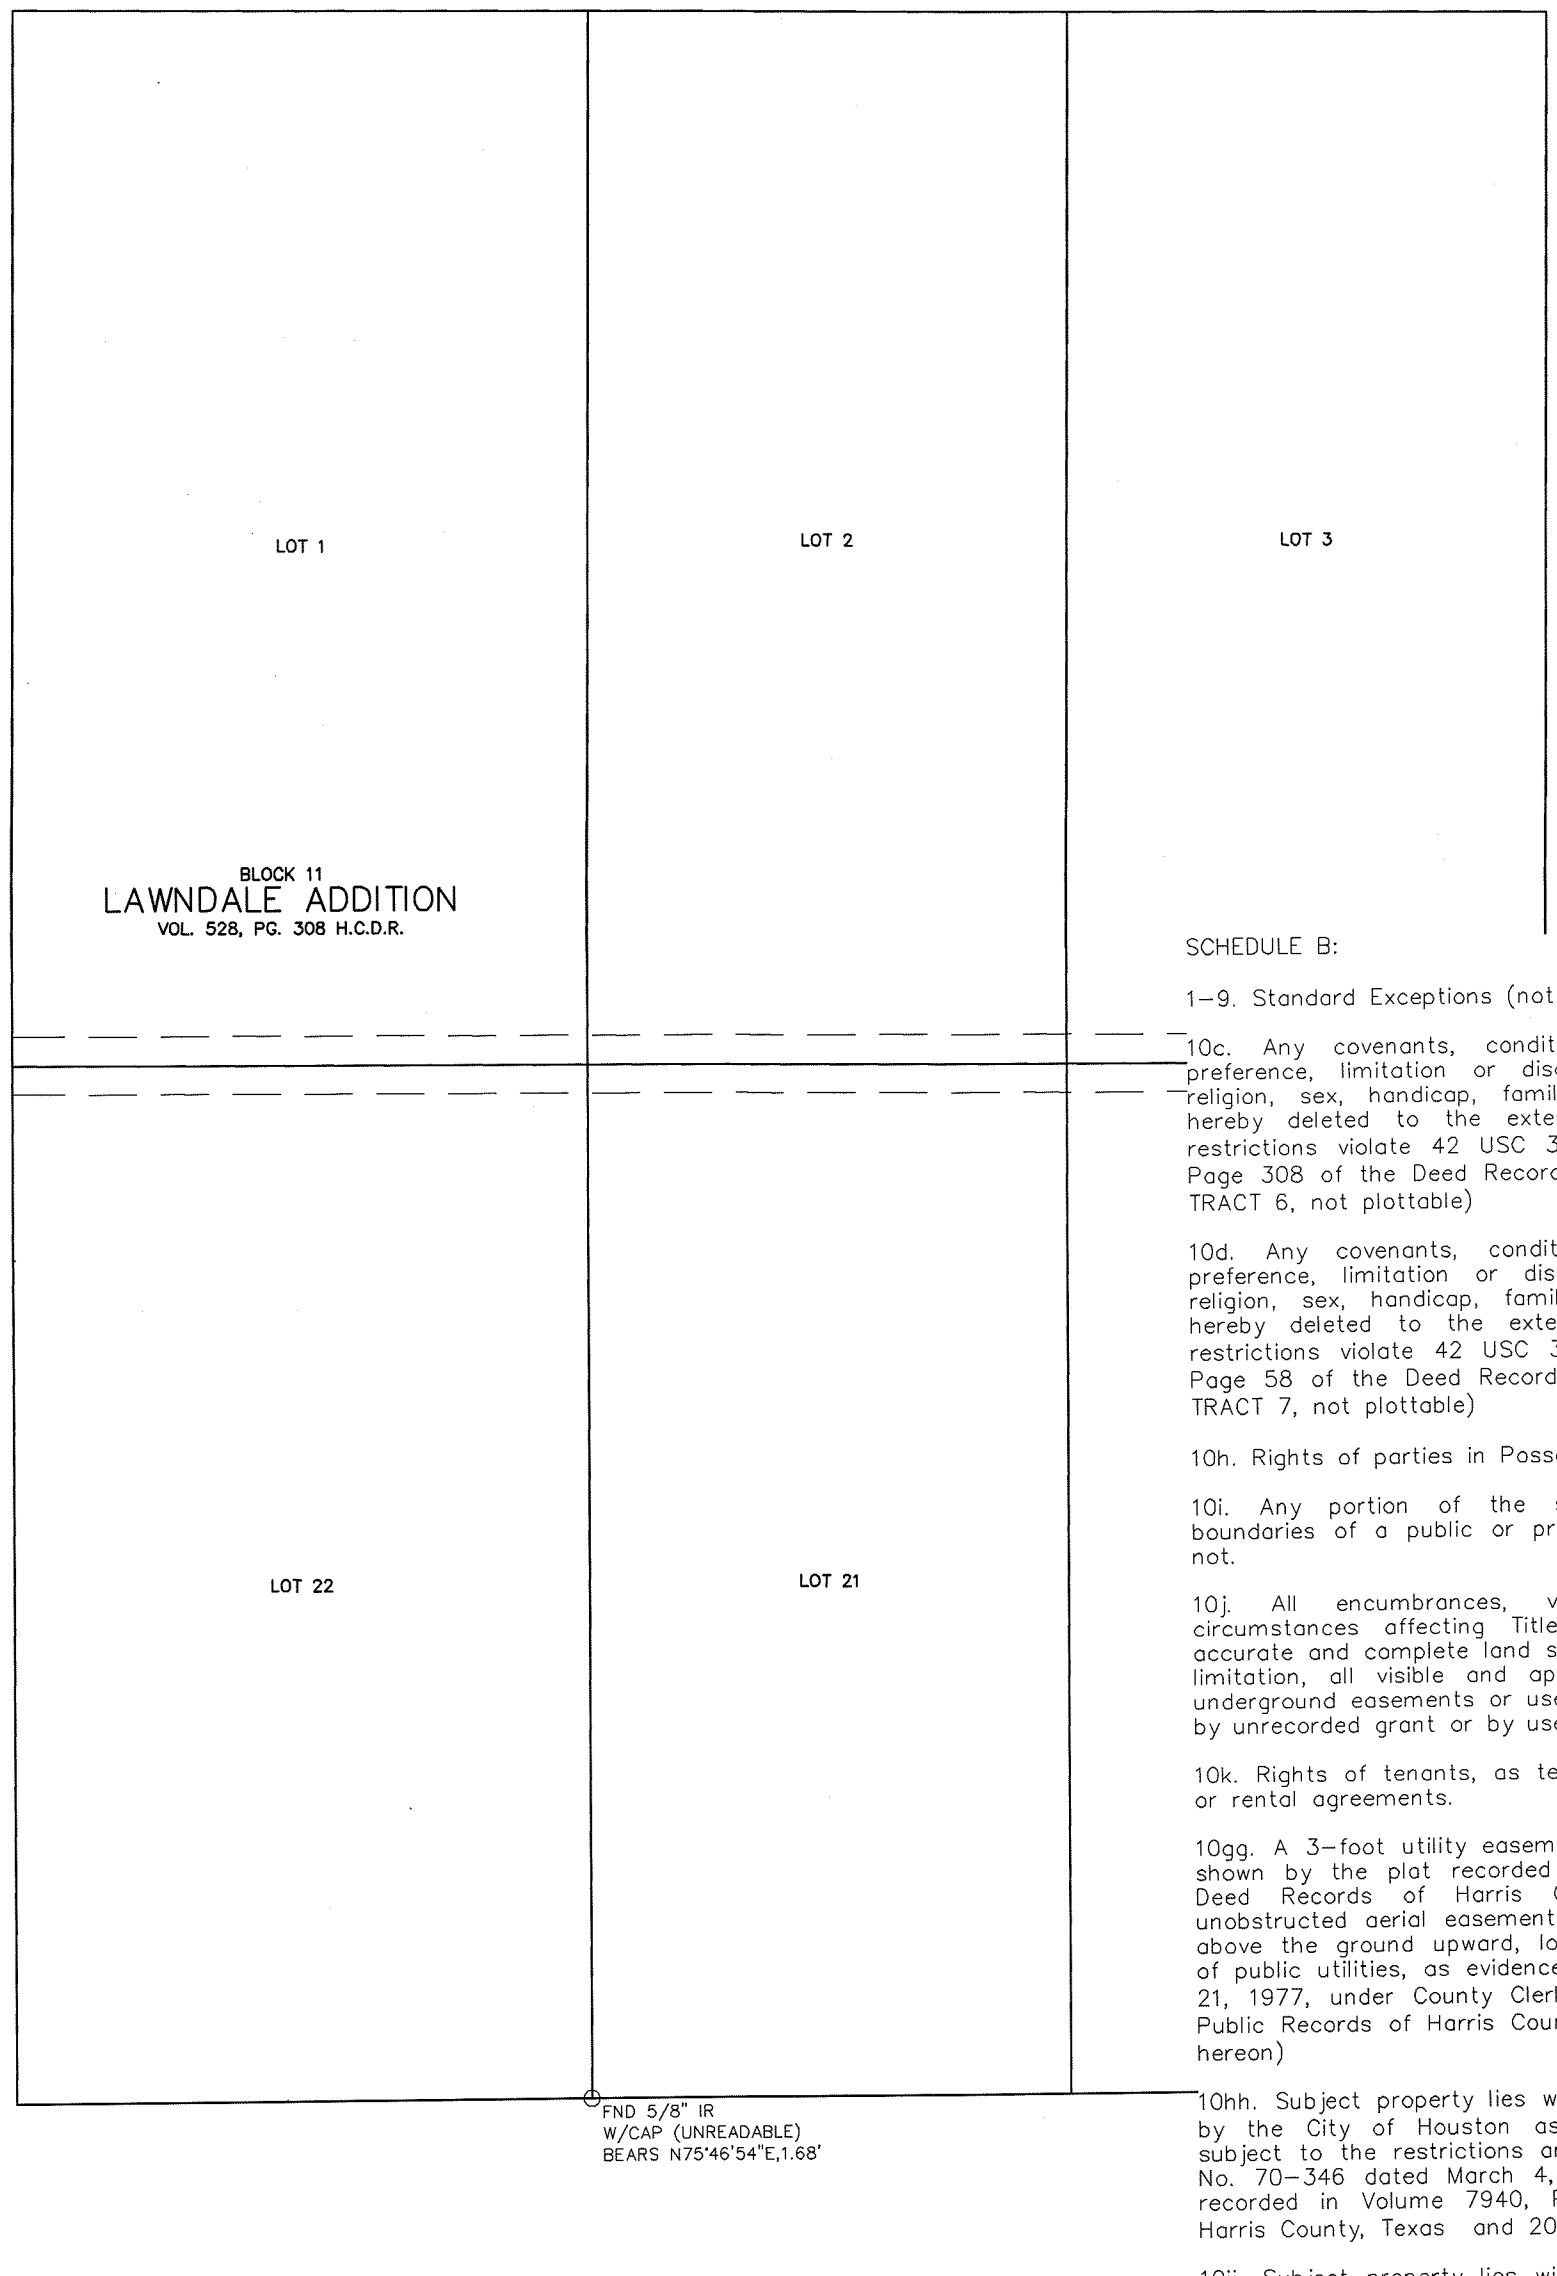 LOT 1
LOT 2
LOT 3
BLOCK 11
LAWNDALE ADDITION
VOL. 528, PG. 308 H.C.D.R.
LOT 22
LOT 21
FND 5/8" IR
W/CAP (UNREADABLE)
BEARS N75°46'54"E,1.68'
SCHEDULE B:
1-9. Standard Exceptions (not
10c. Any covenants, condit
preference, limitation or dis
religion, sex, handicap, famil
hereby deleted to the exte
restrictions violate 42 USC
Page 308 of the Deed Recor
TRACT 6, not plottable)
10d. Any covenants, condit
preference, limitation or dis
religion, sex, handicap, famil
hereby deleted to the exte
restrictions violate 42 USC
Page 58 of the Deed Record
TRACT 7, not plottable)
10h. Rights of parties in Poss
10i. Any portion of the
boundaries of a public or pr
not.
10j. All encumbrances, v
circumstances affecting Title
accurate and complete land s
limitation, all visible and ap
underground easements or us
by unrecorded grant or by us
10k. Rights of tenants, as te
or rental agreements.
10gg. A 3-foot utility easem
shown by the plat recorded
Deed Records of Harris
unobstructed aerial easement
above the ground upward, lo
of public utilities, as evidenc
21, 1977, under County Cler
Public Records of Harris Cou
hereon)
10hh. Subject property lies w
by the City of Houston as
subject to the restrictions a
No. 70-346 dated March 4,
recorded in Volume 7940,
Harris County, Texas and 20
Subject property lies wi